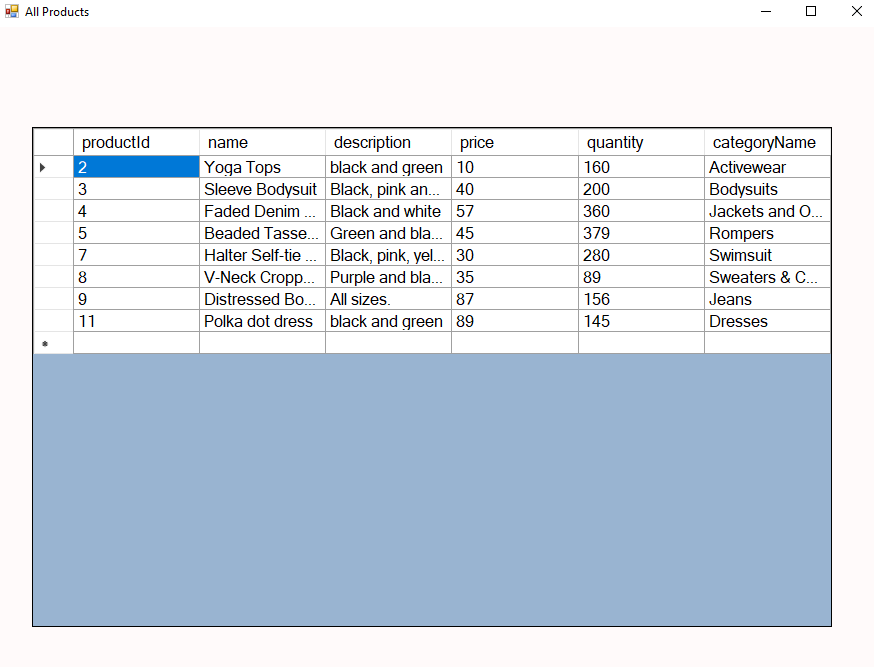 All Products
productId name description price quantity categoryName
2 Yoga Tops black and green 10 160 Activewear
3 Sleeve Bodysuit Black, pink an... 40 200 Bodysuits
4 Faded Denim ... Black and white 57 360 Jackets and O...
5 Beaded Tasse... Green and bla... 45 379 Rompers
7 Halter Self-tie ... Black, pink, yel... 30 280 Swimsuit
8 V-Neck Cropp... Purple and bla... 35 89 Sweaters & C...
9 Distressed Bo... All sizes. 87 156 Jeans
11 Polka dot dress black and green 89 145 Dresses